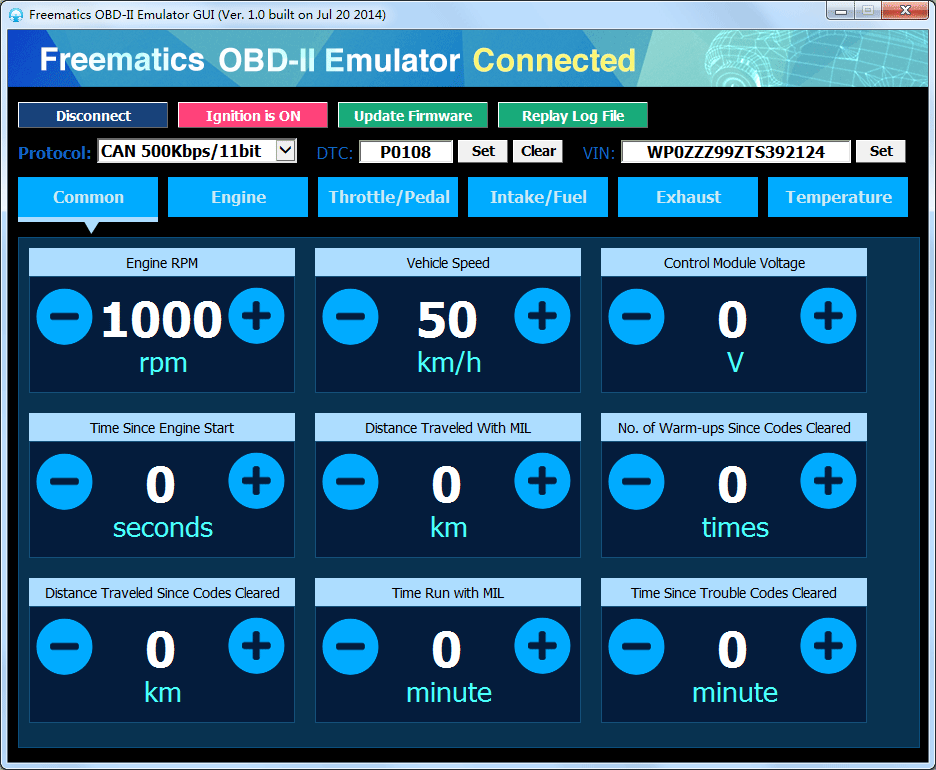 Freematics OBD-II Emulator GUI (Ver. 1.0 built on Jul 20 2014)
Freematics OBD-II Emulator Connected
Disconnect Ignition is ON Update Firmware Replay Log File
Protocol: CAN 500Kbps/11bit DTC: P0108 Set Clear VIN: WP0ZZZ99ZTS392124 Set
Common Engine Throttle/Pedal Intake/Fuel Exhaust Temperature
Engine RPM Vehicle Speed Control Module Voltage
1000 50 0
rpm km/h V
Time Since Engine Start Distance Traveled With MIL No. of Warm-ups Since Codes Cleared
0 0 0
seconds km times
Distance Traveled Since Codes Cleared Time Run with MIL Time Since Trouble Codes Cleared
0 0 0
km minute minute